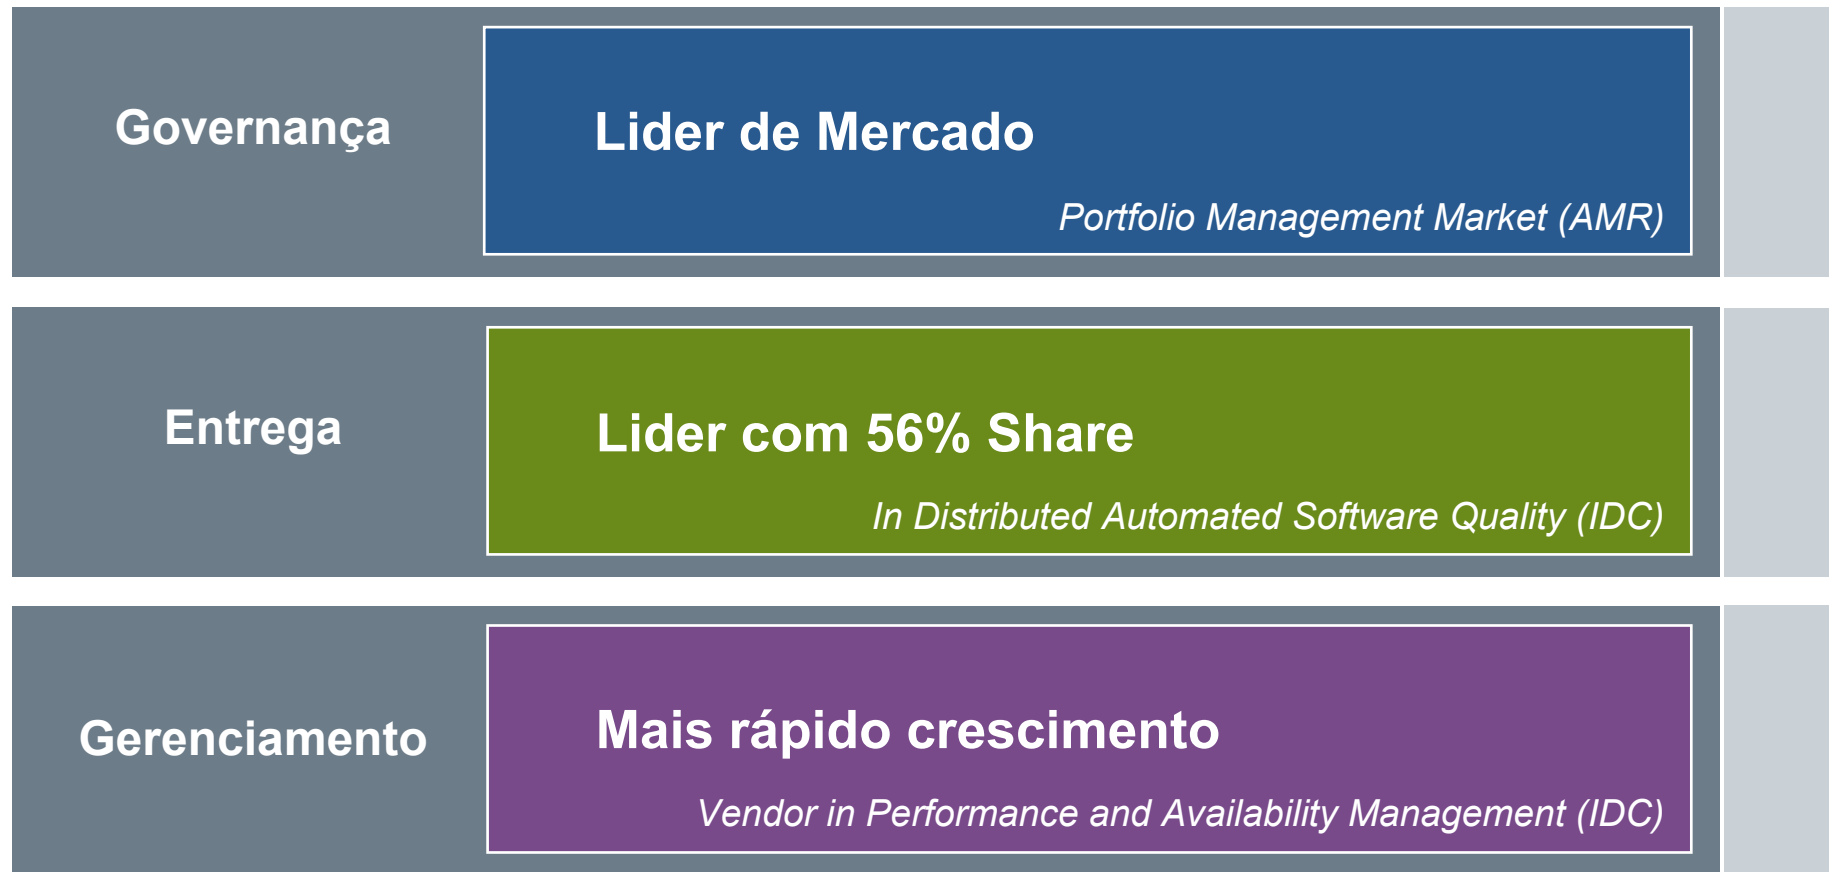 Governança
Lider de Mercado
Portfolio Management Market (AMR)
Entrega
Lider com 56% Share
In Distributed Automated Software Quality (IDC)
Gerenciamento
Mais rápido crescimento
Vendor in Performance and Availability Management (IDC)